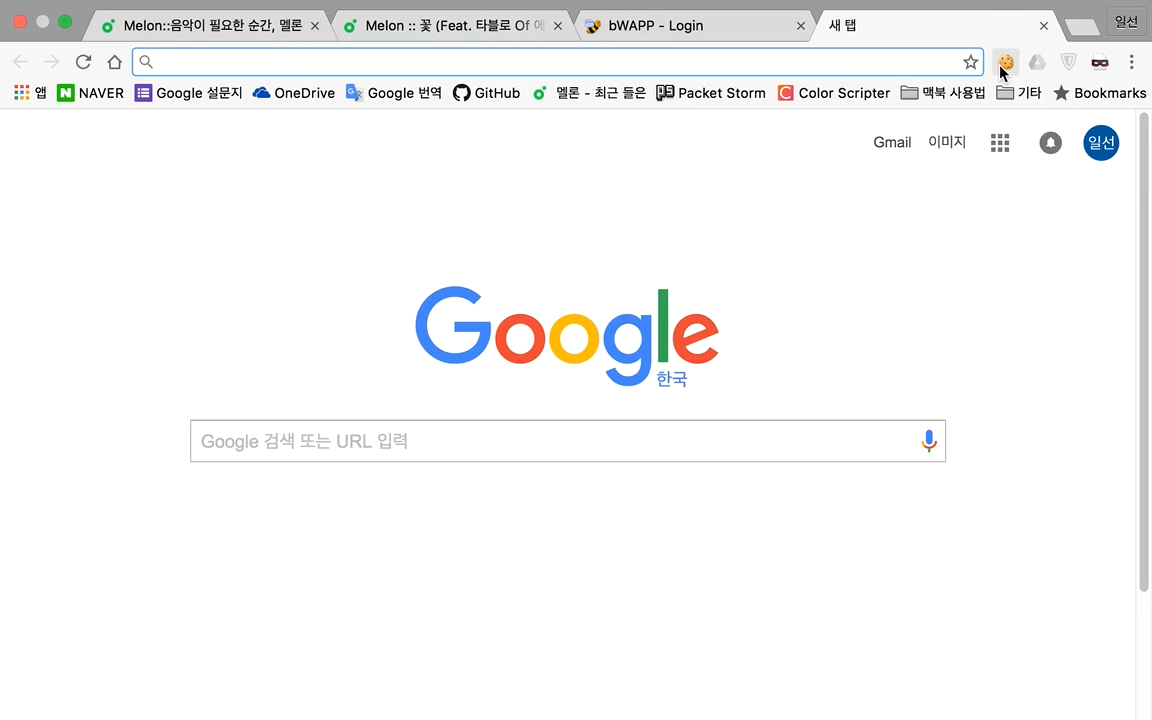 Melon::음악이 필요한 순간, 멜론
Melon :: 꽃 (Feat. 타블로 Of 에
bWAPP - Login
새 탭
일선
앱
NAVER
Google 설문지
OneDrive
Google 번역
GitHub
멜론 - 최근 들은
Packet Storm
Color Scripter
맥북 사용법
기타
Bookmarks
Gmail
이미지
일선
Google
한국
Google 검색 또는 URL 입력